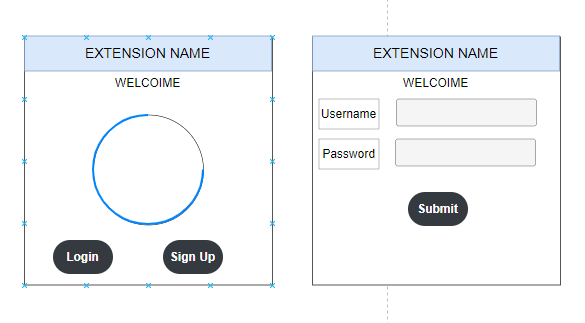 EXTENSION NAME
WELCOIME
Login
Sign Up
EXTENSION NAME
WELCOIME
Username
Password
Submit